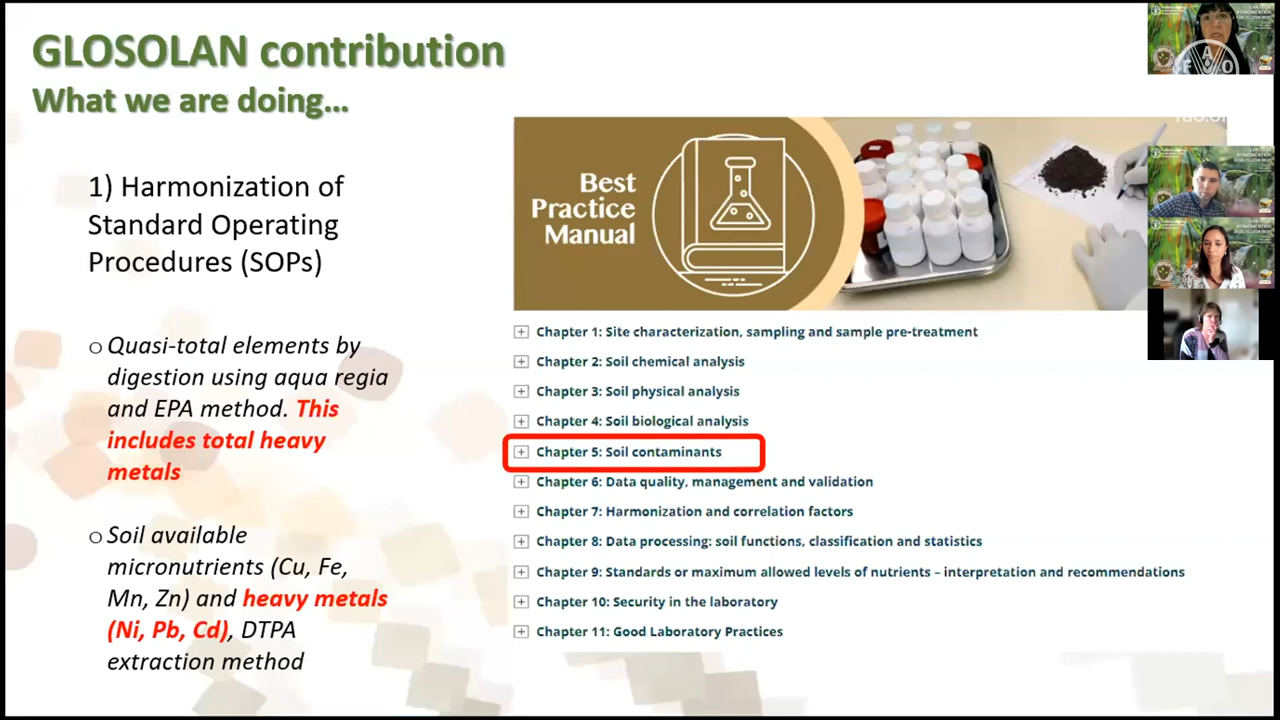 GLOSOLAN contribution
What we are doing...
1) Harmonization of
Standard Operating
Procedures (SOPs)
o Quasi-total elements by
digestion using aqua regia
and EPA method. This
includes total heavy
metals
o Soil available
micronutrients (Cu, Fe,
Mn, Zn) and heavy metals
(Ni, Pb, Cd), DTPA
extraction method
Best
Practice
Manual
Chapter 1: Site characterization, sampling and sample pre-treatment
Chapter 2: Soil chemical analysis
Chapter 3: Soil physical analysis
Chapter 4: Soil biological analysis
Chapter 5: Soil contaminants
Chapter 6: Data quality, management and validation
Chapter 7: Harmonization and correlation factors
Chapter 8: Data processing: soil functions, classification and statistics
Chapter 9: Standards or maximum allowed levels of nutrients – interpretation and recommendations
Chapter 10: Security in the laboratory
Chapter 11: Good Laboratory Practices